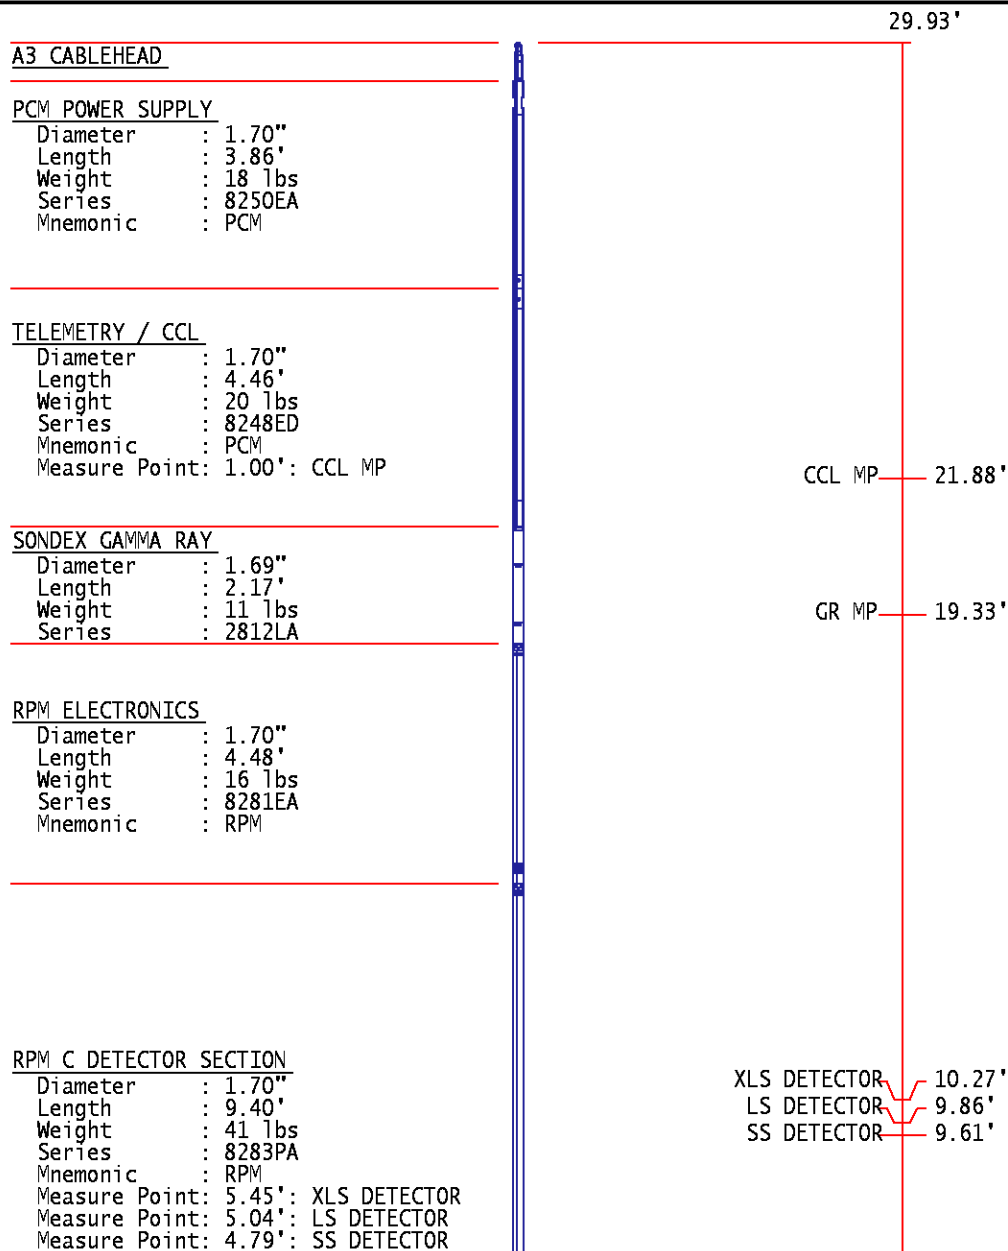 29.93'
A3 CABLEHEAD
PCM POWER SUPPLY
Diameter : 1.70"
Length : 3.86'
Weight : 18 lbs
Series : 8250EA
Mnemonic : PCM
TELEMETRY / CCL
Diameter : 1.70"
Length : 4.46'
Weight : 20 lbs
Series : 8248ED
Mnemonic : PCM
Measure Point: 1.00': CCL MP
CCL MP 21.88'
SONDEX GAMMA RAY
Diameter : 1.69"
Length : 2.17'
Weight : 11 lbs
Series : 2812LA
GR MP 19.33'
RPM ELECTRONICS
Diameter : 1.70"
Length : 4.48'
Weight : 16 lbs
Series : 8281EA
Mnemonic : RPM
RPM C DETECTOR SECTION
Diameter : 1.70"
Length : 9.40'
Weight : 41 lbs
Series : 8283PA
Mnemonic : RPM
Measure Point: 5.45': XLS DETECTOR
Measure Point: 5.04': LS DETECTOR
Measure Point: 4.79': SS DETECTOR
XLS DETECTOR 10.27'
LS DETECTOR 9.86'
SS DETECTOR 9.61'